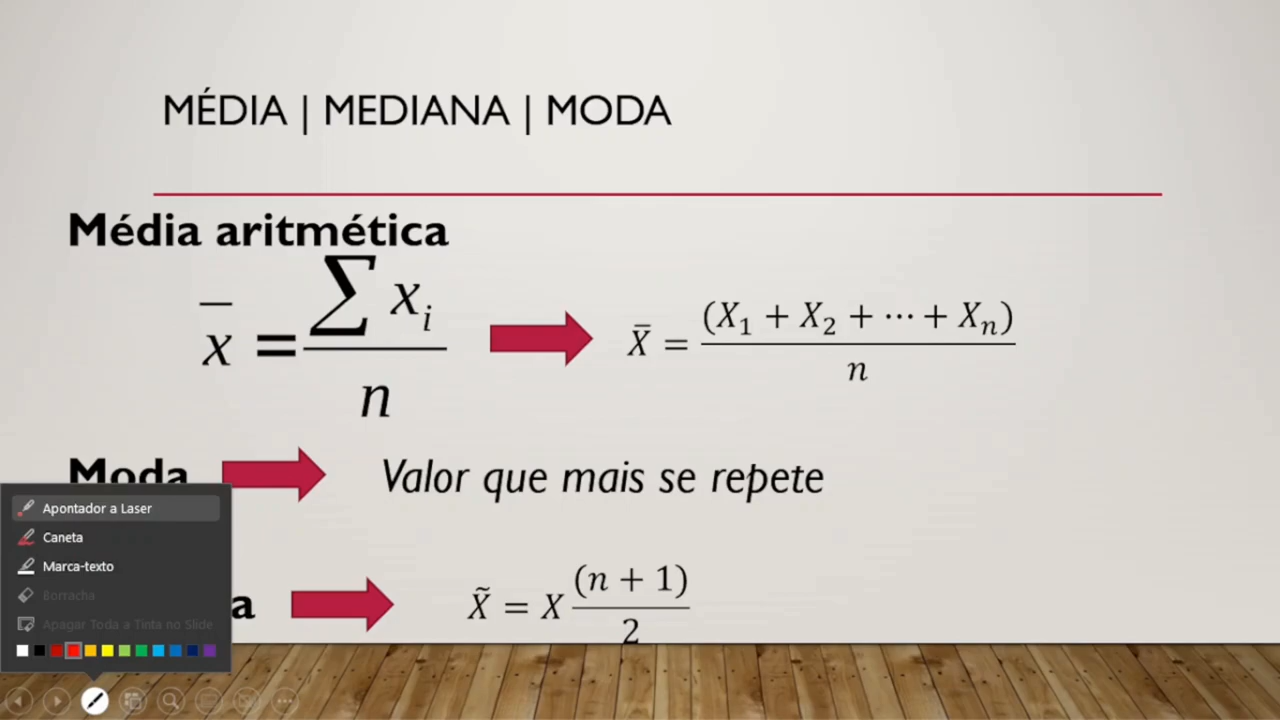 MÉDIA | MEDIANA | MODA
Média aritmética
x̄ = ∑ xᵢ / n
X̄ = (X₁ + X₂ + ⋯ + Xₙ) / n
Moda
Valor que mais se repete
a
X̃ = X (n + 1) / 2
Apontador a Laser
Caneta
Marca-texto
Borracha
Apagar Toda a Tinta no Slide